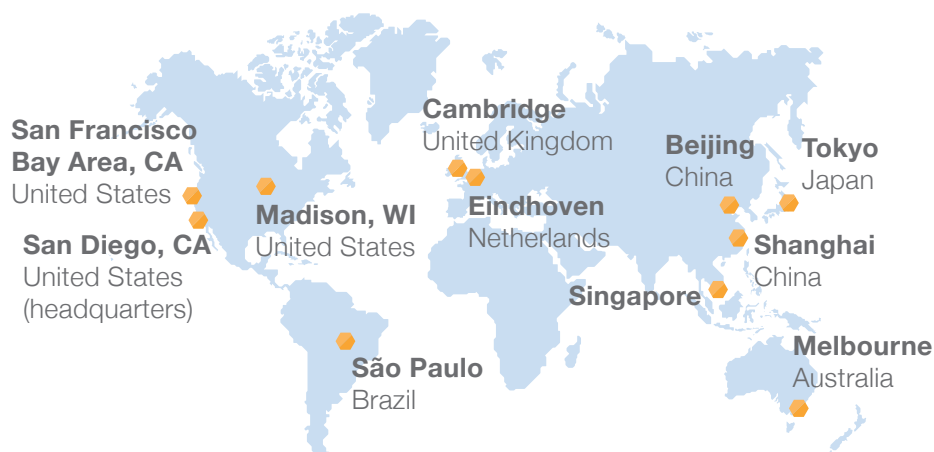 San Francisco
Bay Area, CA
United States
San Diego, CA
United States
(headquarters)
Madison, WI
United States
São Paulo
Brazil
Cambridge
United Kingdom
Eindhoven
Netherlands
Beijing
China
Tokyo
Japan
Shanghai
China
Singapore
Melbourne
Australia